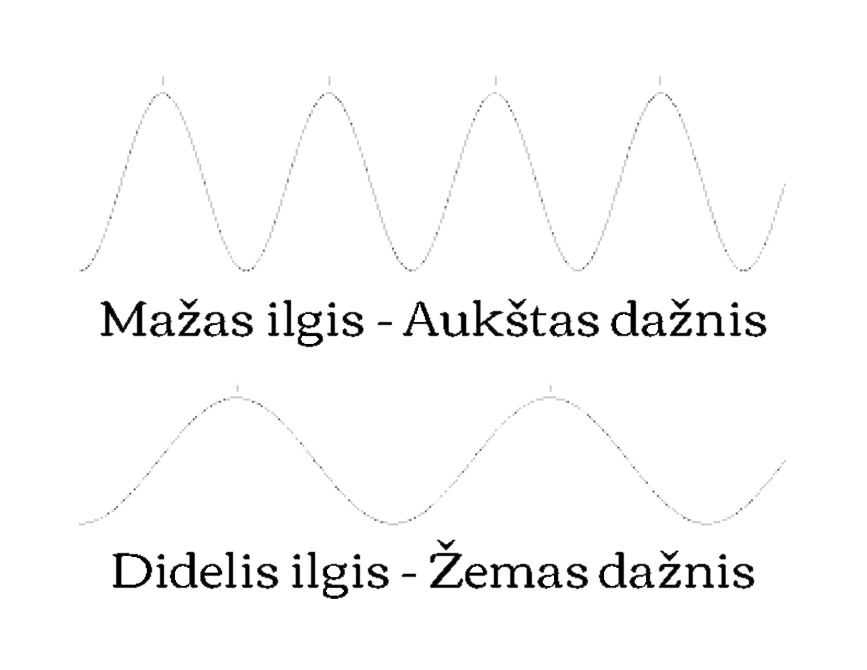 Mažas ilgis - Aukštas dažnis
Didelis ilgis - Žemas dažnis